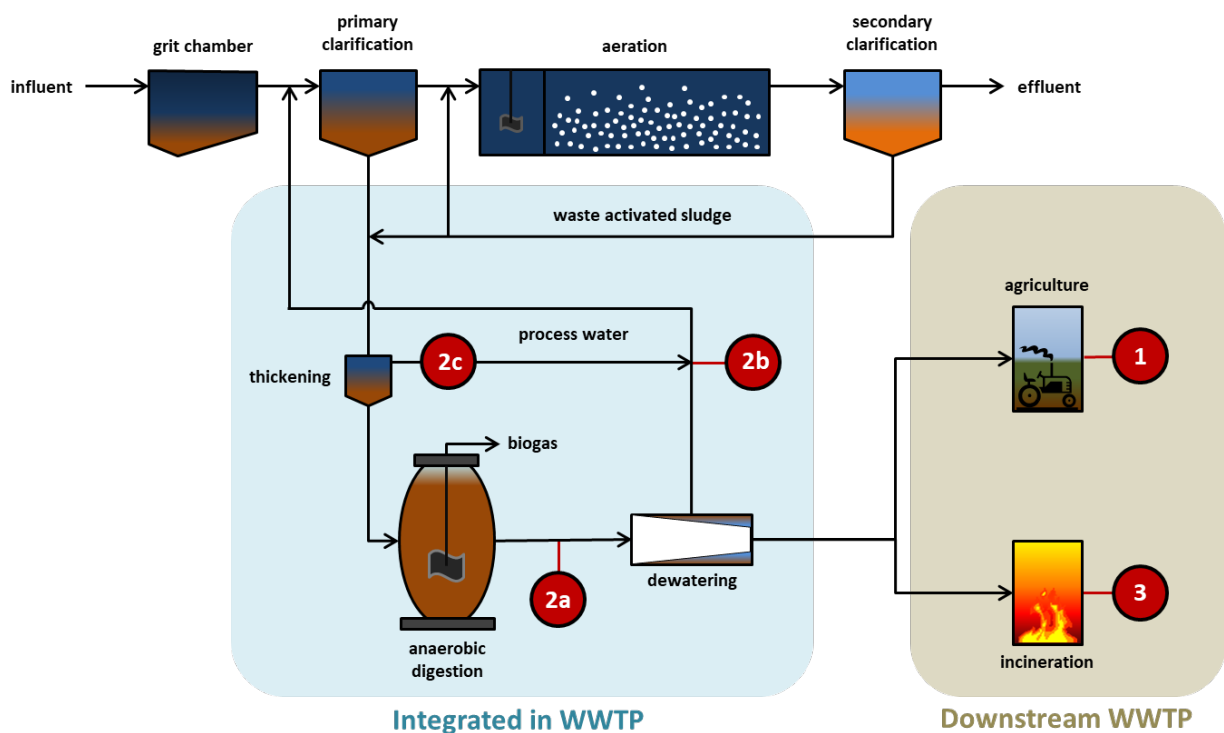 primary
clarification
secondary
clarification
grit chamber
aeration
influent
effluent
waste activated sludge
agriculture
process water
2c
2b
1
thickening
biogas
dewatering
2a
3
anaerobic
digestion
incineration
Integrated in WWTP
Downstream WWTP